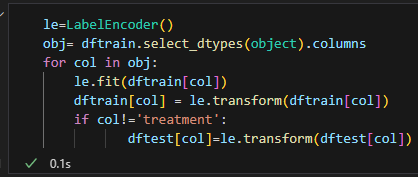 le=LabelEncoder()
obj= dftrain.select_dtypes(object).columns
for col in obj:
    le.fit(dftrain[col])
    dftrain[col] = le.transform(dftrain[col])
    if col!='treatment':
            dftest[col]=le.transform(dftest[col])
✓ 0.1s